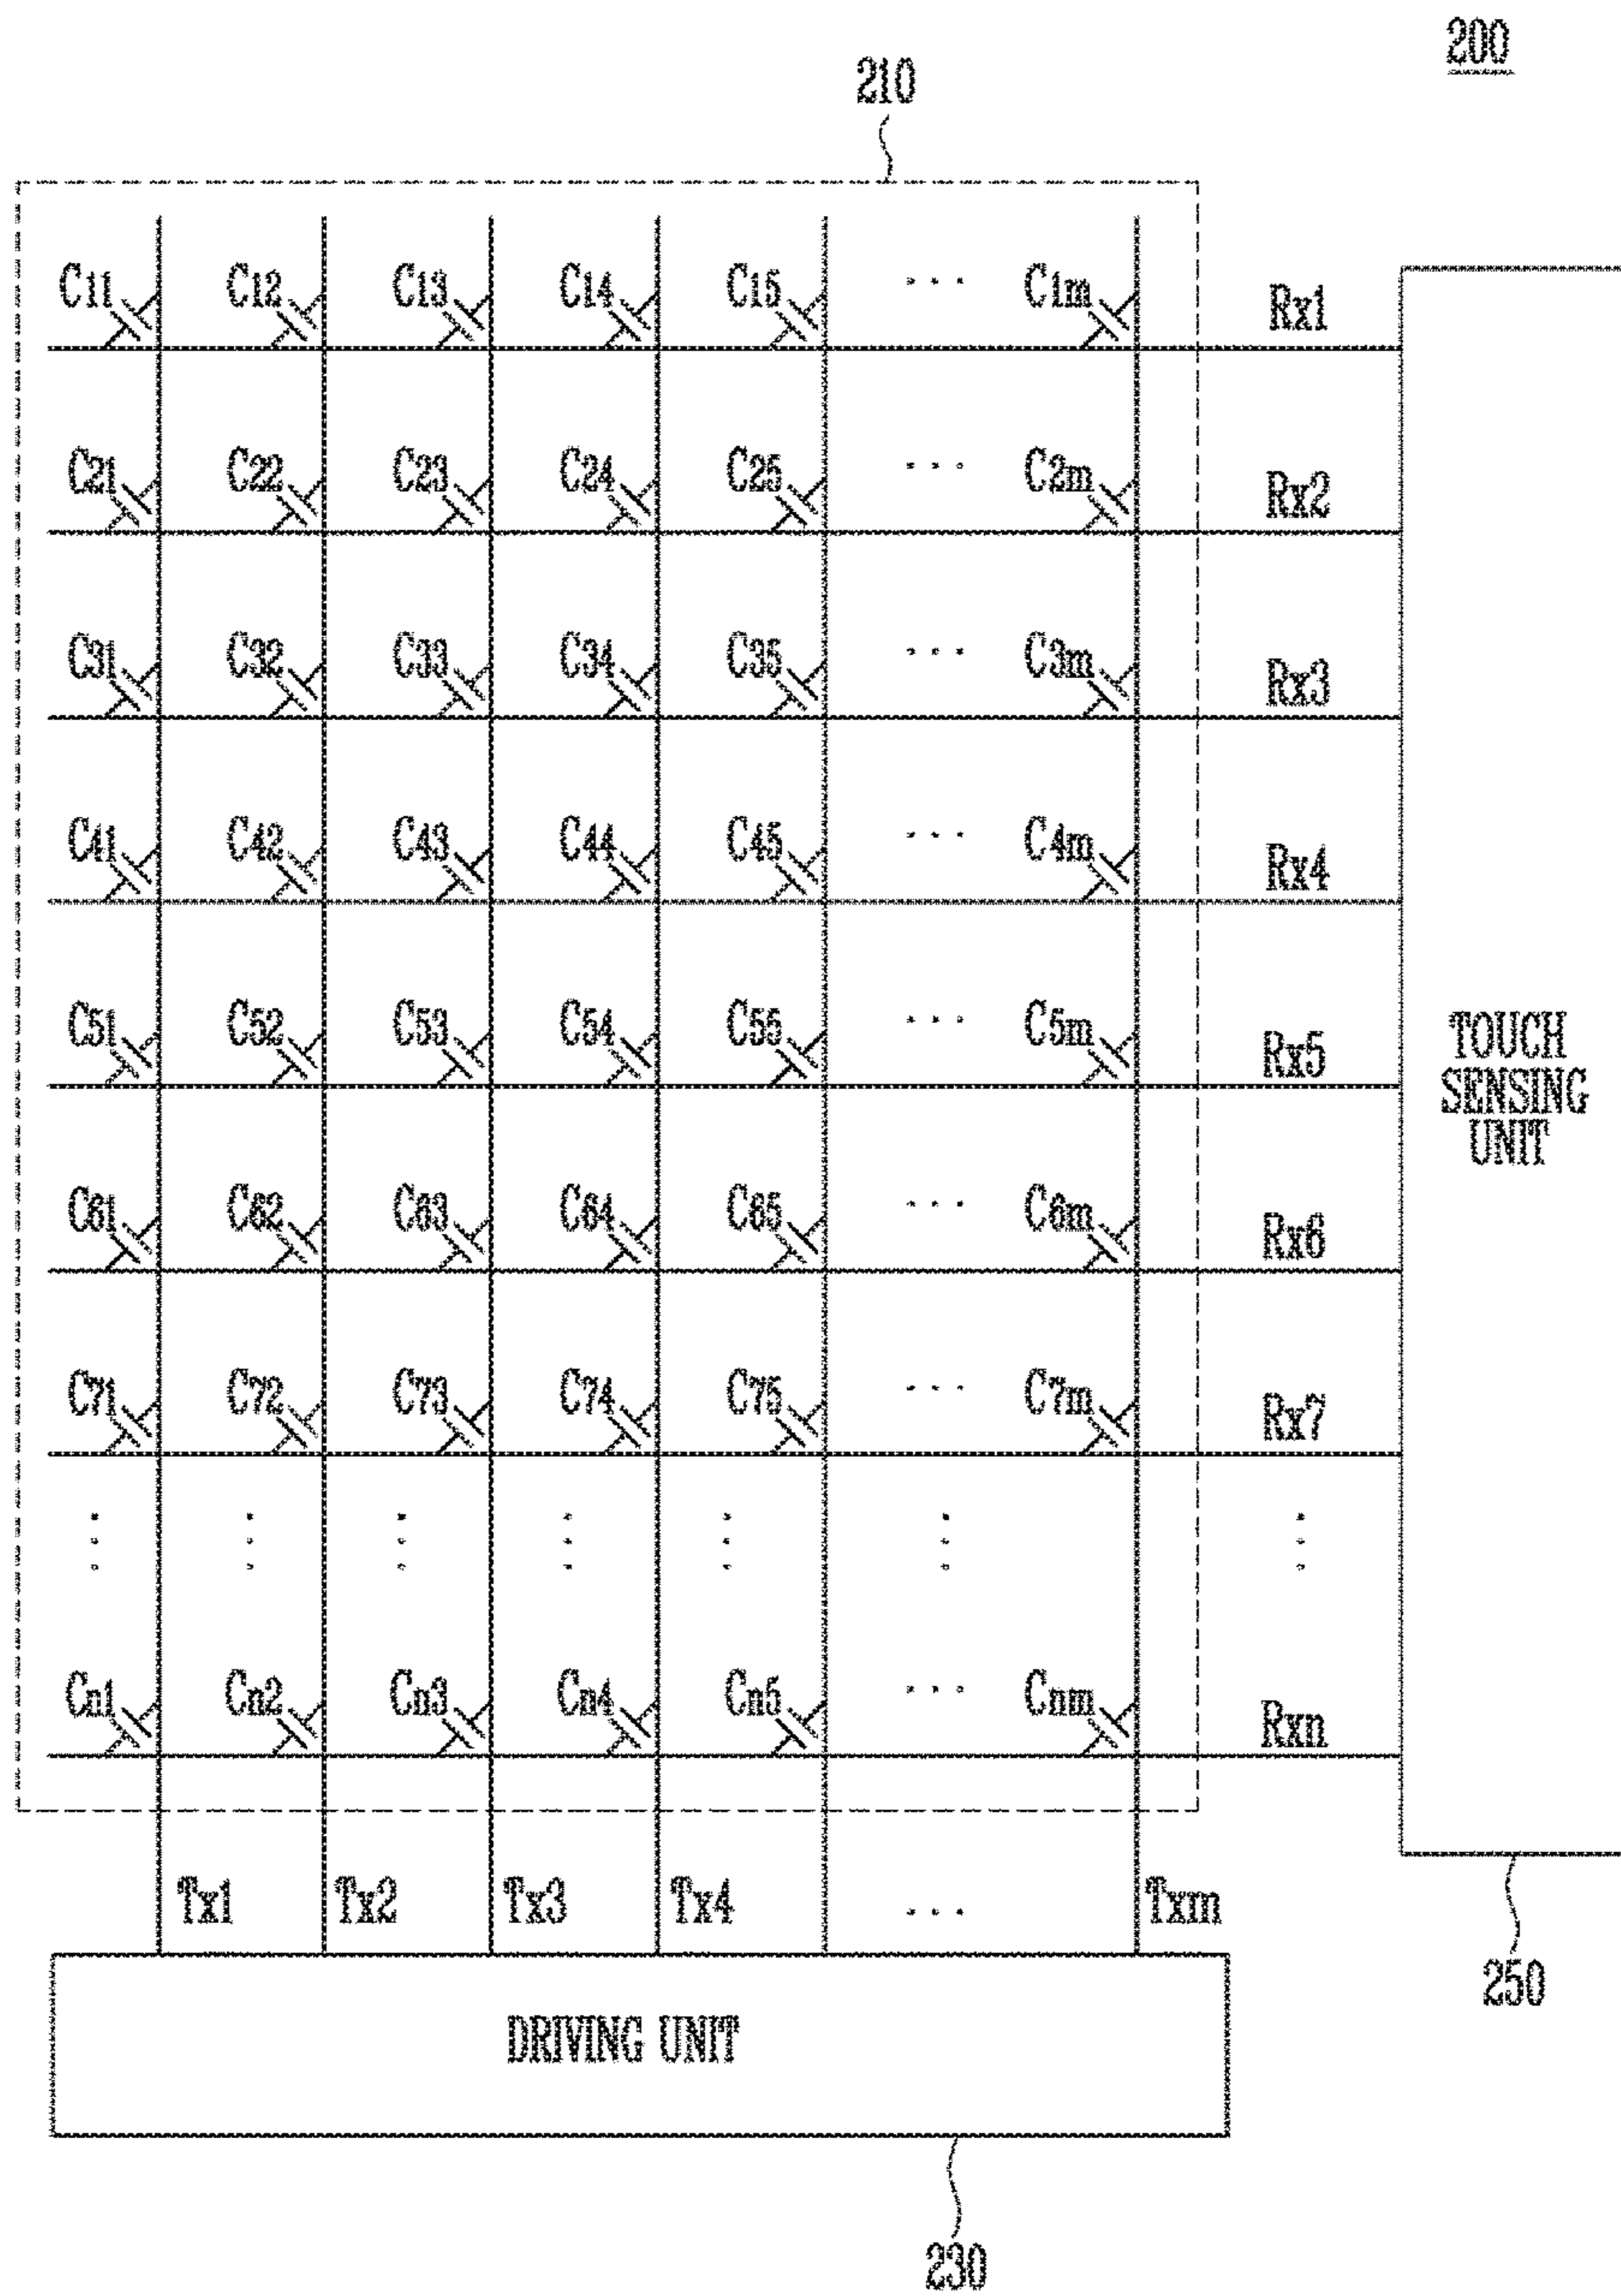 200
210
C11 C12 C13 C14 C15 ... C1m Rx1
C21 C22 C23 C24 C25 ... C2m Rx2
C31 C32 C33 C34 C35 ... C3m Rx3
C41 C42 C43 C44 C45 ... C4m Rx4
C51 C52 C53 C54 C55 ... C5m Rx5
TOUCH
SENSING
UNIT
C61 C62 C63 C64 C65 ... C6m Rx6
C71 C72 C73 C74 C75 ... C7m Rx7
Cn1 Cn2 Cn3 Cn4 Cn5 ... Cnm Rxn
Tx1 Tx2 Tx3 Tx4 ... Txm
250
DRIVING UNIT
230